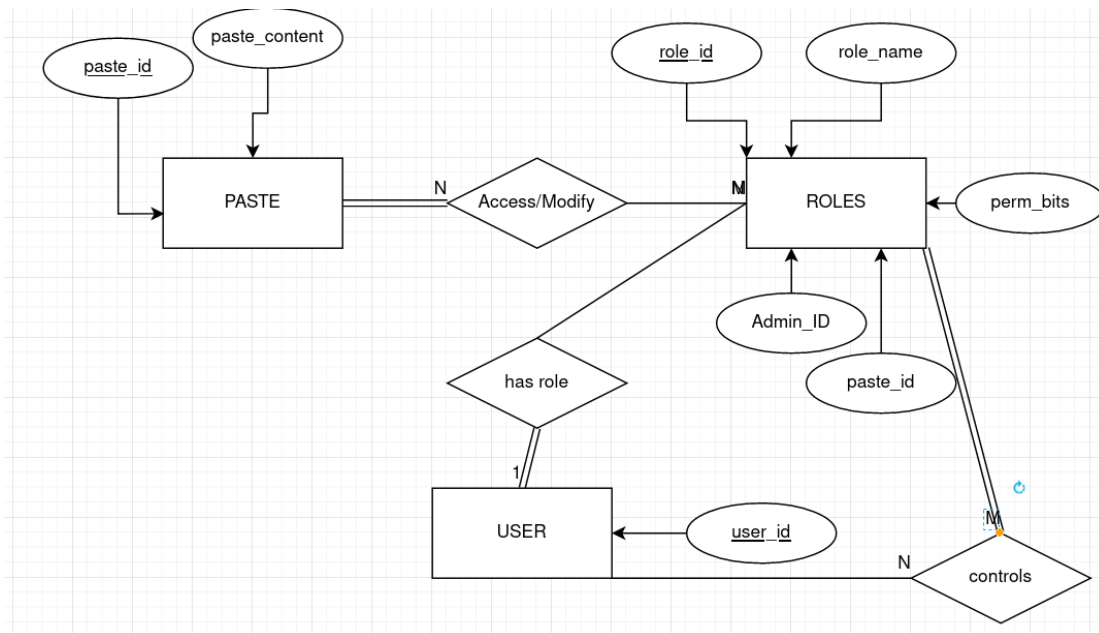 paste_content
paste_id
role_id
role_name
PASTE
N
Access/Modify
ROLES
perm_bits
Admin_ID
paste_id
has role
1
USER
user_id
M
N
controls